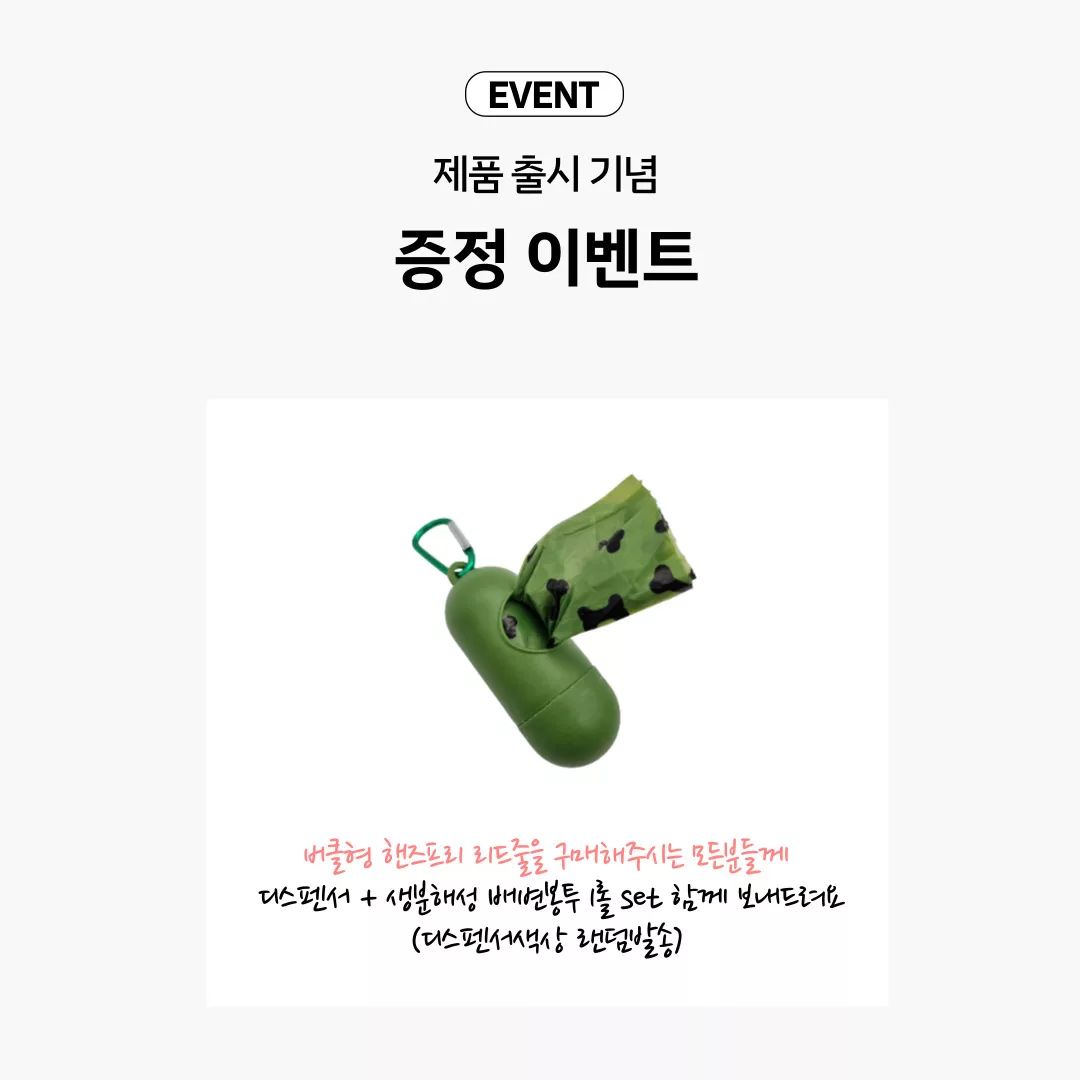 EVENT
제품 출시 기념
증정 이벤트
버클형 핸즈프리 리드줄을 구매해주시는 모든분들께
디스펜서 + 생분해성 배변봉투 1롤 set 함께 보내드려요
(디스펜서색상 랜덤발송)